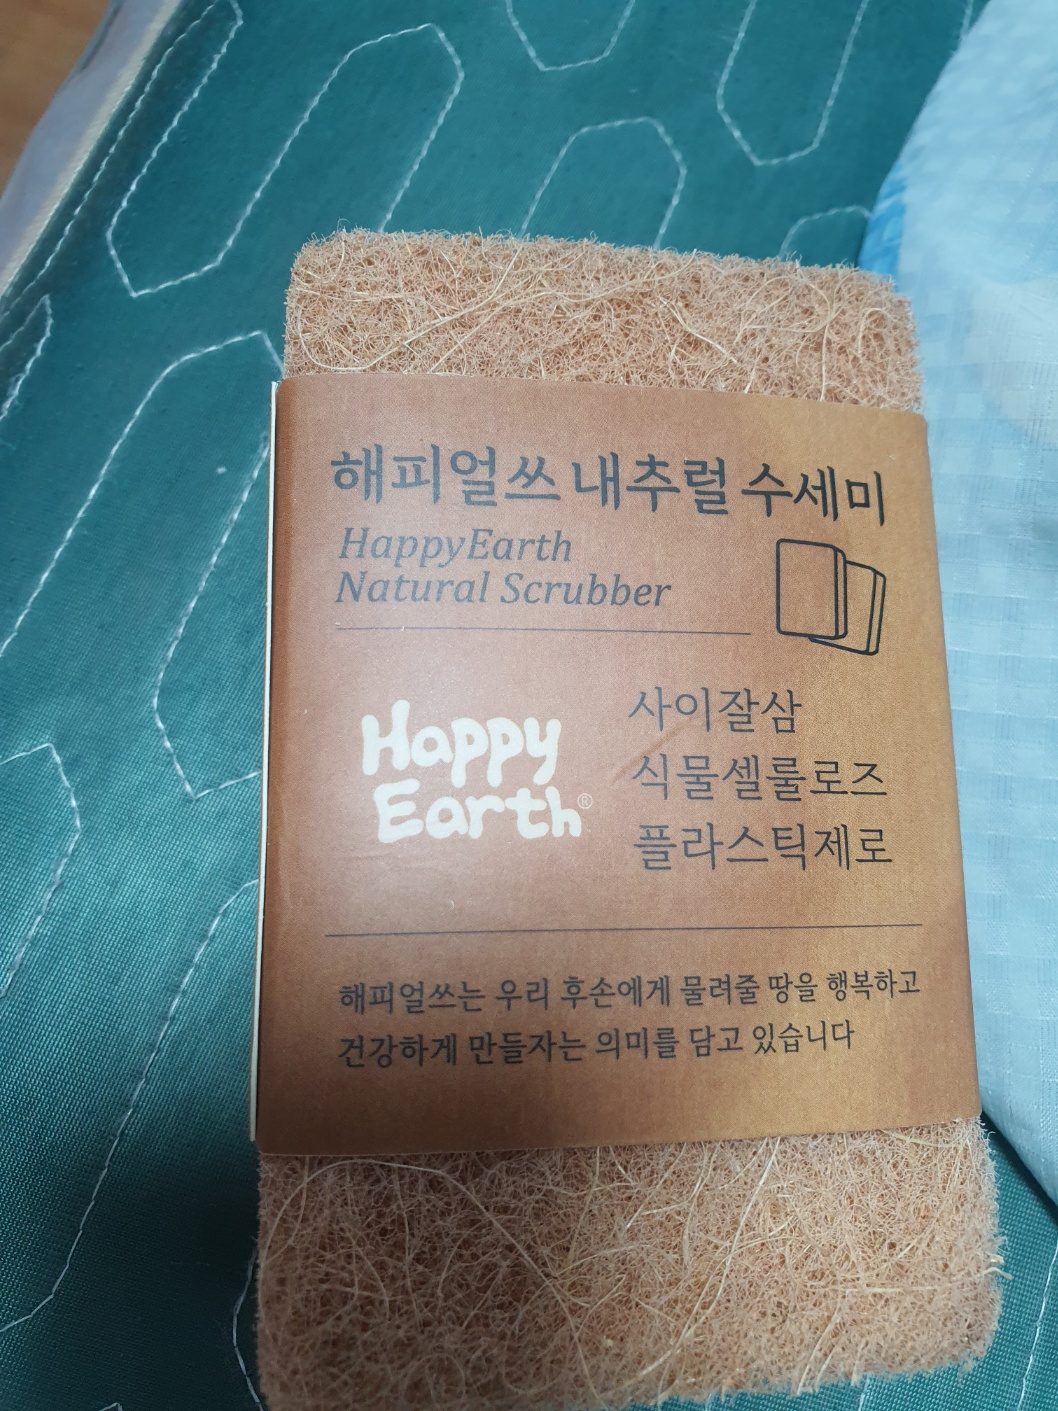 해피얼쓰 내추럴 수세미
HappyEarth
Natural Scrubber
Happy
Earth®
사이잘삼
식물셀룰로즈
플라스틱제로
해피얼쓰는 우리 후손에게 물려줄 땅을 행복하고
건강하게 만들자는 의미를 담고 있습니다